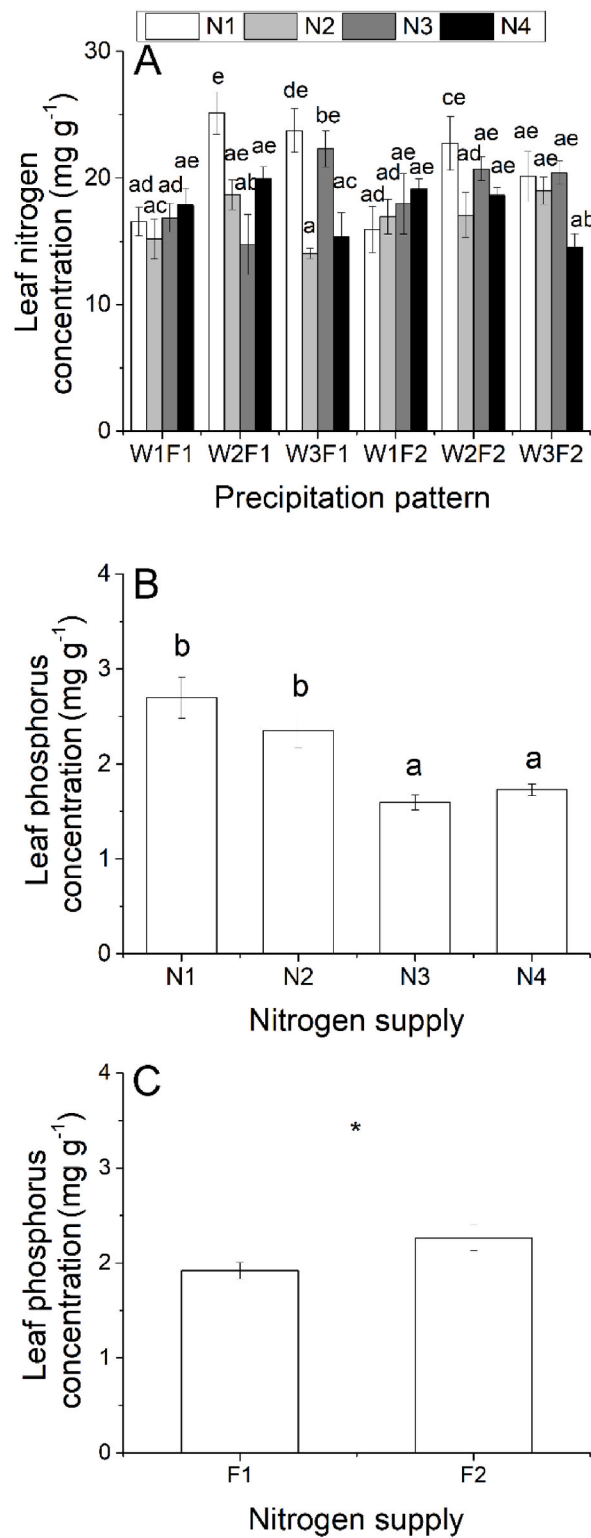 N1 N2 N3 N4
A
Leaf nitrogen
concentration (mg g⁻¹)
30
20
10
0
ad ac ad ae
e ae ab ae
de a be ac
ad ad ae ae
ce ad ae ae
ae ae ae ab
W1F1 W2F1 W3F1 W1F2 W2F2 W3F2
Precipitation pattern
B
Leaf phosphorus
concentration (mg g⁻¹)
4
3
2
1
0
b b a a
N1 N2 N3 N4
Nitrogen supply
C
Leaf phosphorus
concentration (mg g⁻¹)
4
3
2
1
0
*
F1 F2
Nitrogen supply